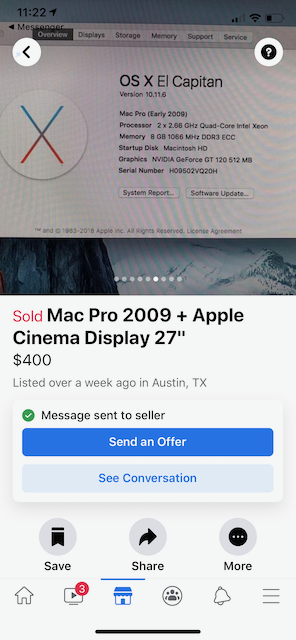 11:22
Messenger
Overview Displays Storage Memory Support Service
OS X El Capitan
Version 10.11.6
Mac Pro (Early 2009)
Processor 2 x 2.66 GHz Quad-Core Intel Xeon
Memory 8 GB 1066 MHz DDR3 ECC
Startup Disk Macintosh HD
Graphics NVIDIA GeForce GT 120 512 MB
Serial Number H09502VQ20H
System Report... Software Update...
™ and © 1983-2016 Apple Inc. All Rights Reserved. License Agreement
Sold Mac Pro 2009 + Apple
Cinema Display 27"
$400
Listed over a week ago in Austin, TX
Message sent to seller
Send an Offer
See Conversation
Save Share More
3